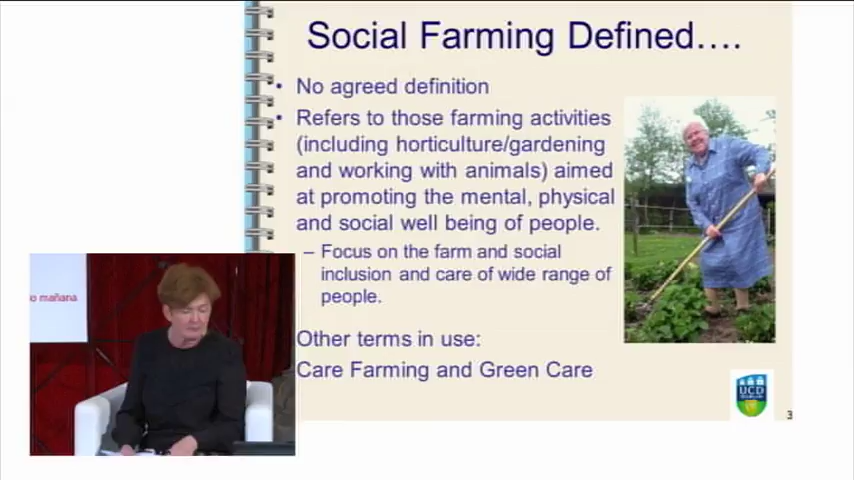 Social Farming Defined….
• No agreed definition
• Refers to those farming activities
(including horticulture/gardening
and working with animals) aimed
at promoting the mental, physical
and social well being of people.
– Focus on the farm and social
inclusion and care of wide range of
people.
Other terms in use:
Care Farming and Green Care
mañana
UCD
DUBLIN
3